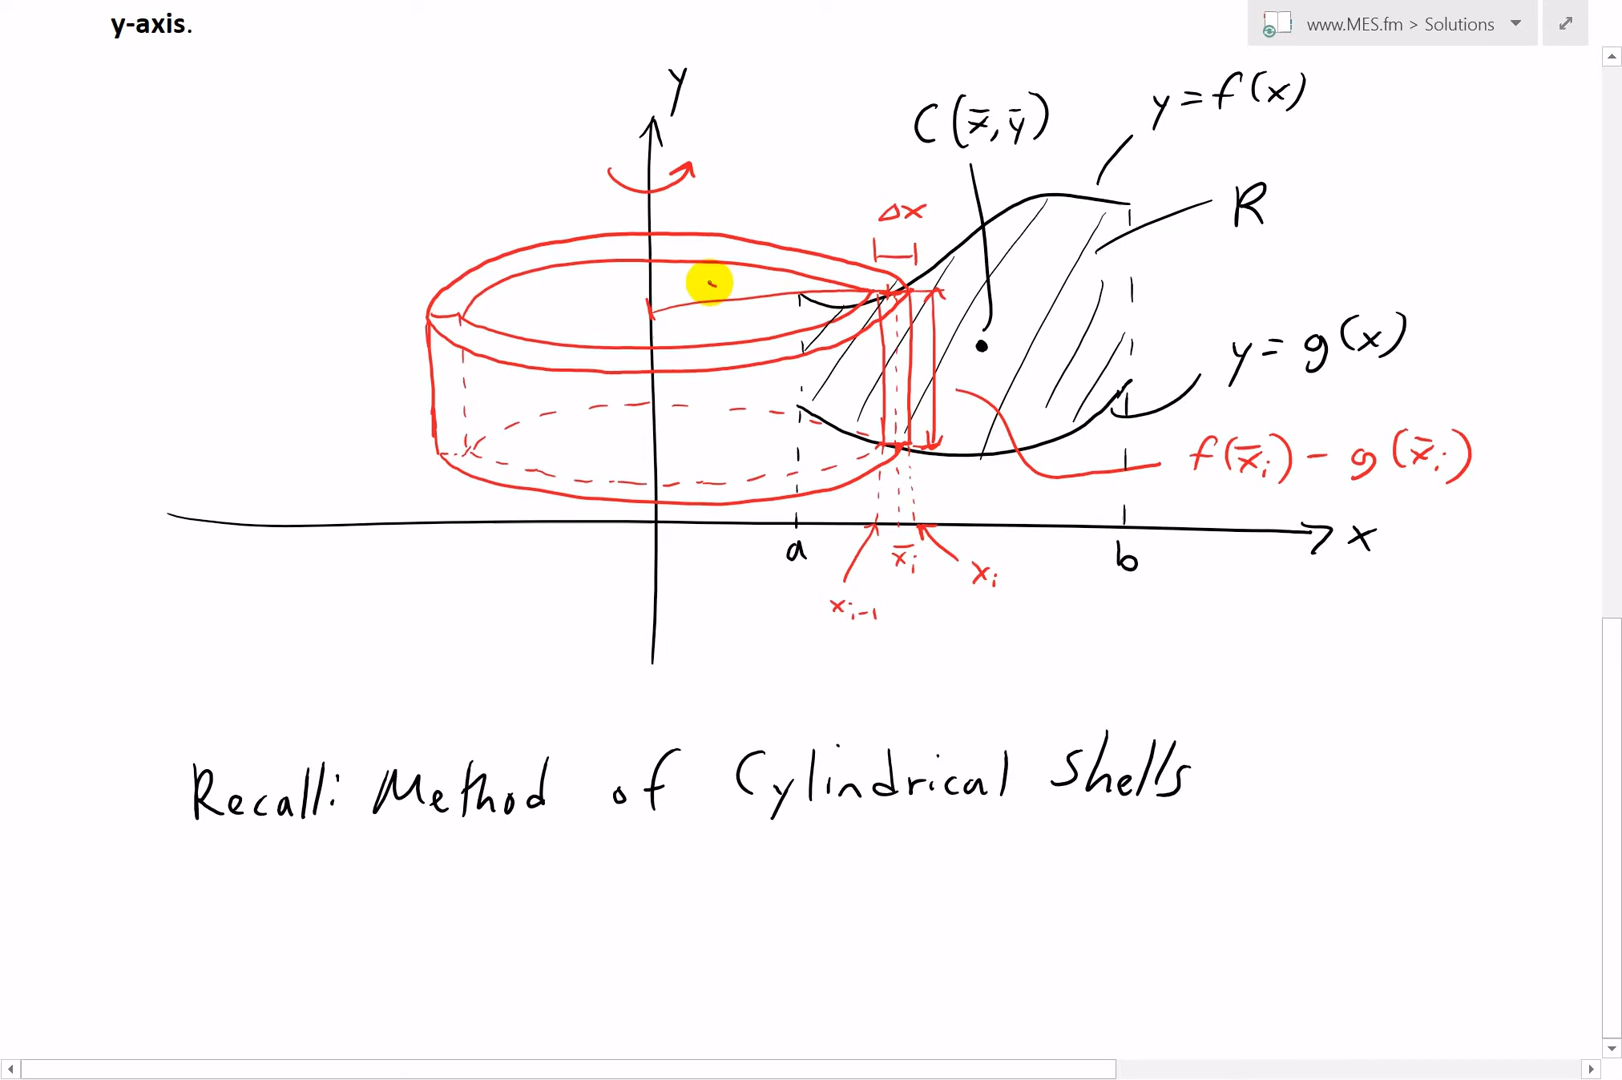 y-axis.
www.MES.fm > Solutions
y
C(x̄, ȳ)
y = f(x)
R
Δx
y = g(x)
f(x̄ᵢ) - g(x̄ᵢ)
a
x̄ᵢ
b
x
xᵢ
xᵢ₋₁
Recall: Method of Cylindrical Shells